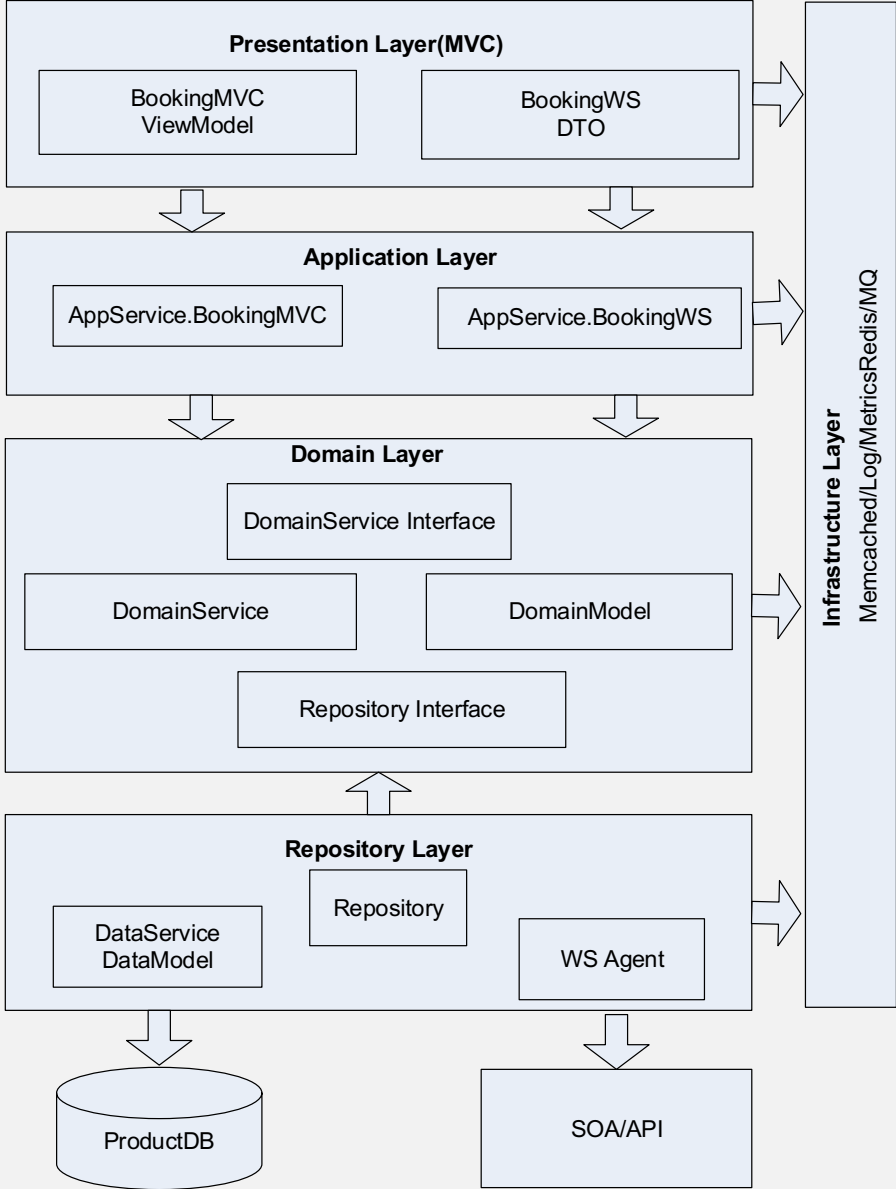 Presentation Layer(MVC)
BookingMVC
ViewModel
BookingWS
DTO
Application Layer
AppService.BookingMVC
AppService.BookingWS
Domain Layer
DomainService Interface
DomainService
DomainModel
Repository Interface
Repository Layer
Repository
DataService
DataModel
WS Agent
ProductDB
SOA/API
Infrastructure Layer
Memcached/Log/MetricsRedis/MQ